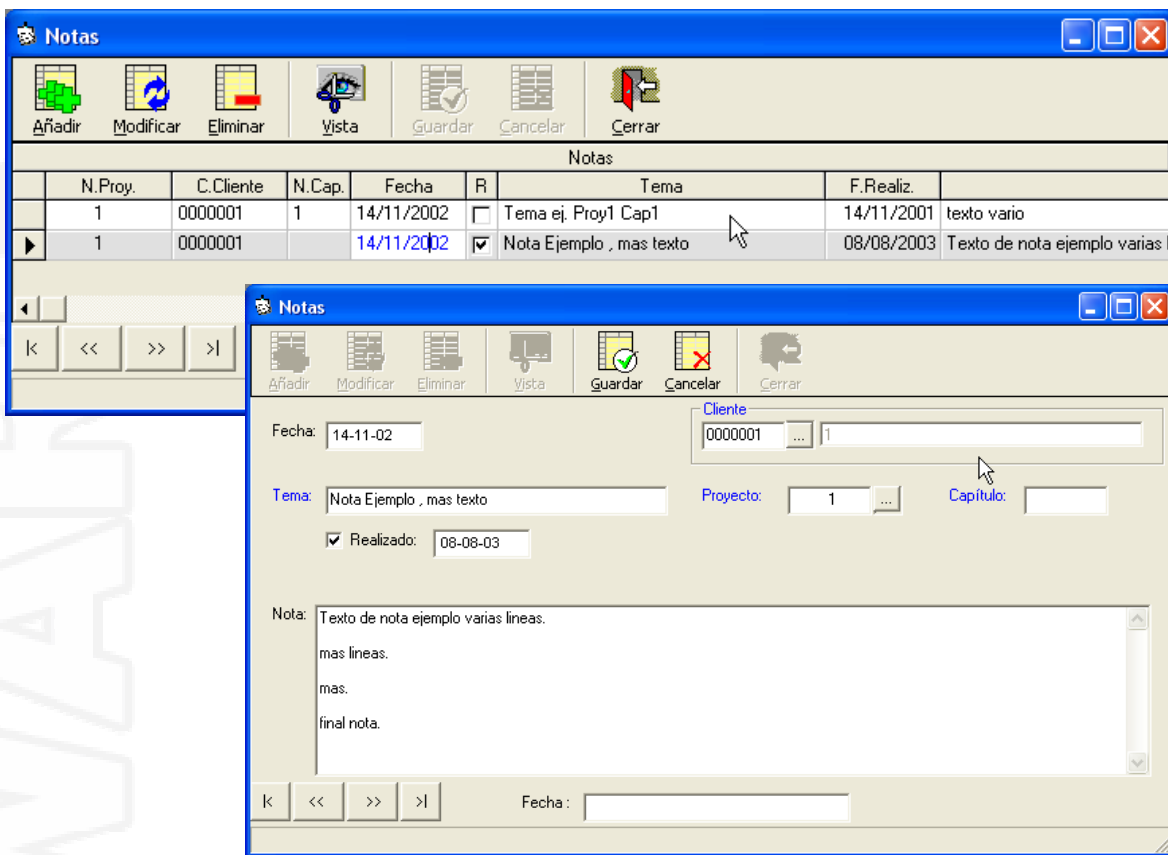 Notas
Añadir Modificar Eliminar Vista Guardar Cancelar Cerrar
Notas
N.Proy. C.Cliente N.Cap. Fecha R Tema F.Realiz.
1 0000001 1 14/11/2002 Tema ej. Proy1 Cap1 14/11/2001 texto vario
1 0000001 14/11/2002 Nota Ejemplo , mas texto 08/08/2003 Texto de nota ejemplo varias
|< << >> >|
Notas
Añadir Modificar Eliminar Vista Guardar Cancelar Cerrar
Cliente
Fecha: 14-11-02 0000001 ... 1
Tema: Nota Ejemplo , mas texto Proyecto: 1 ... Capítulo:
Realizado: 08-08-03
Nota: Texto de nota ejemplo varias lineas.
mas lineas.
mas.
final nota.
|< << >> >| Fecha :